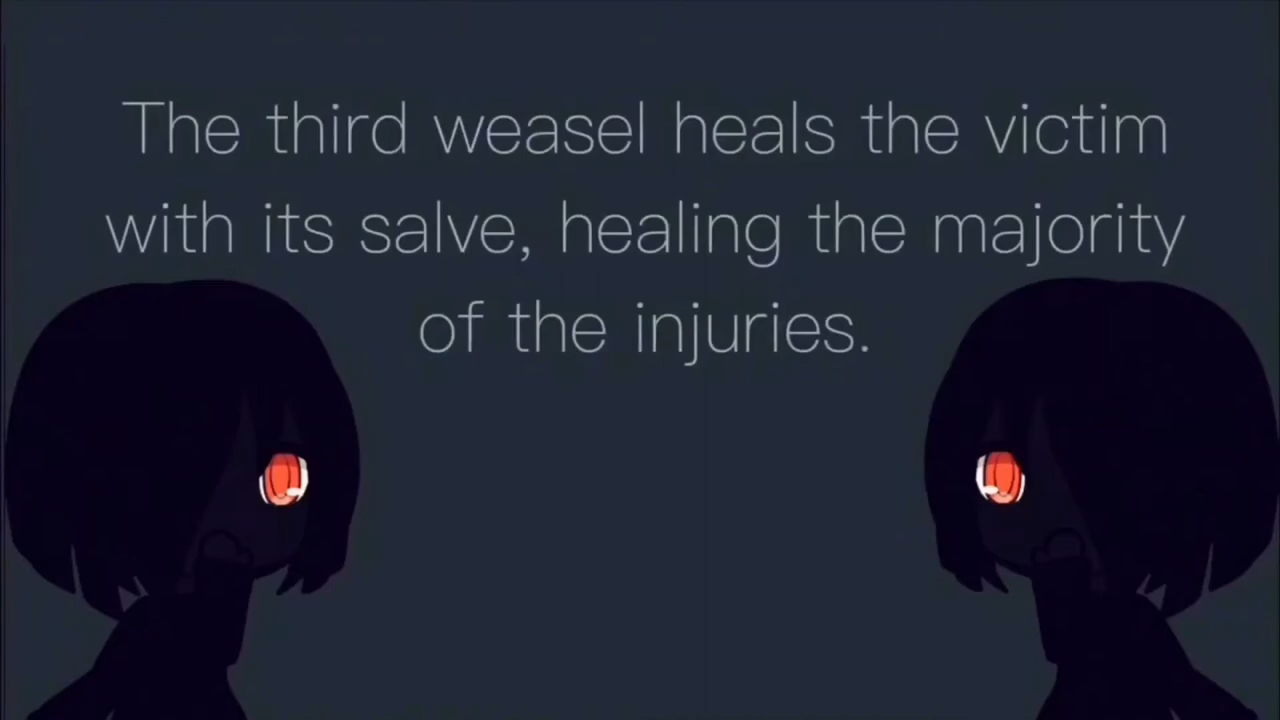 The third weasel heals the victim
with its salve, healing the majority
of the injuries.